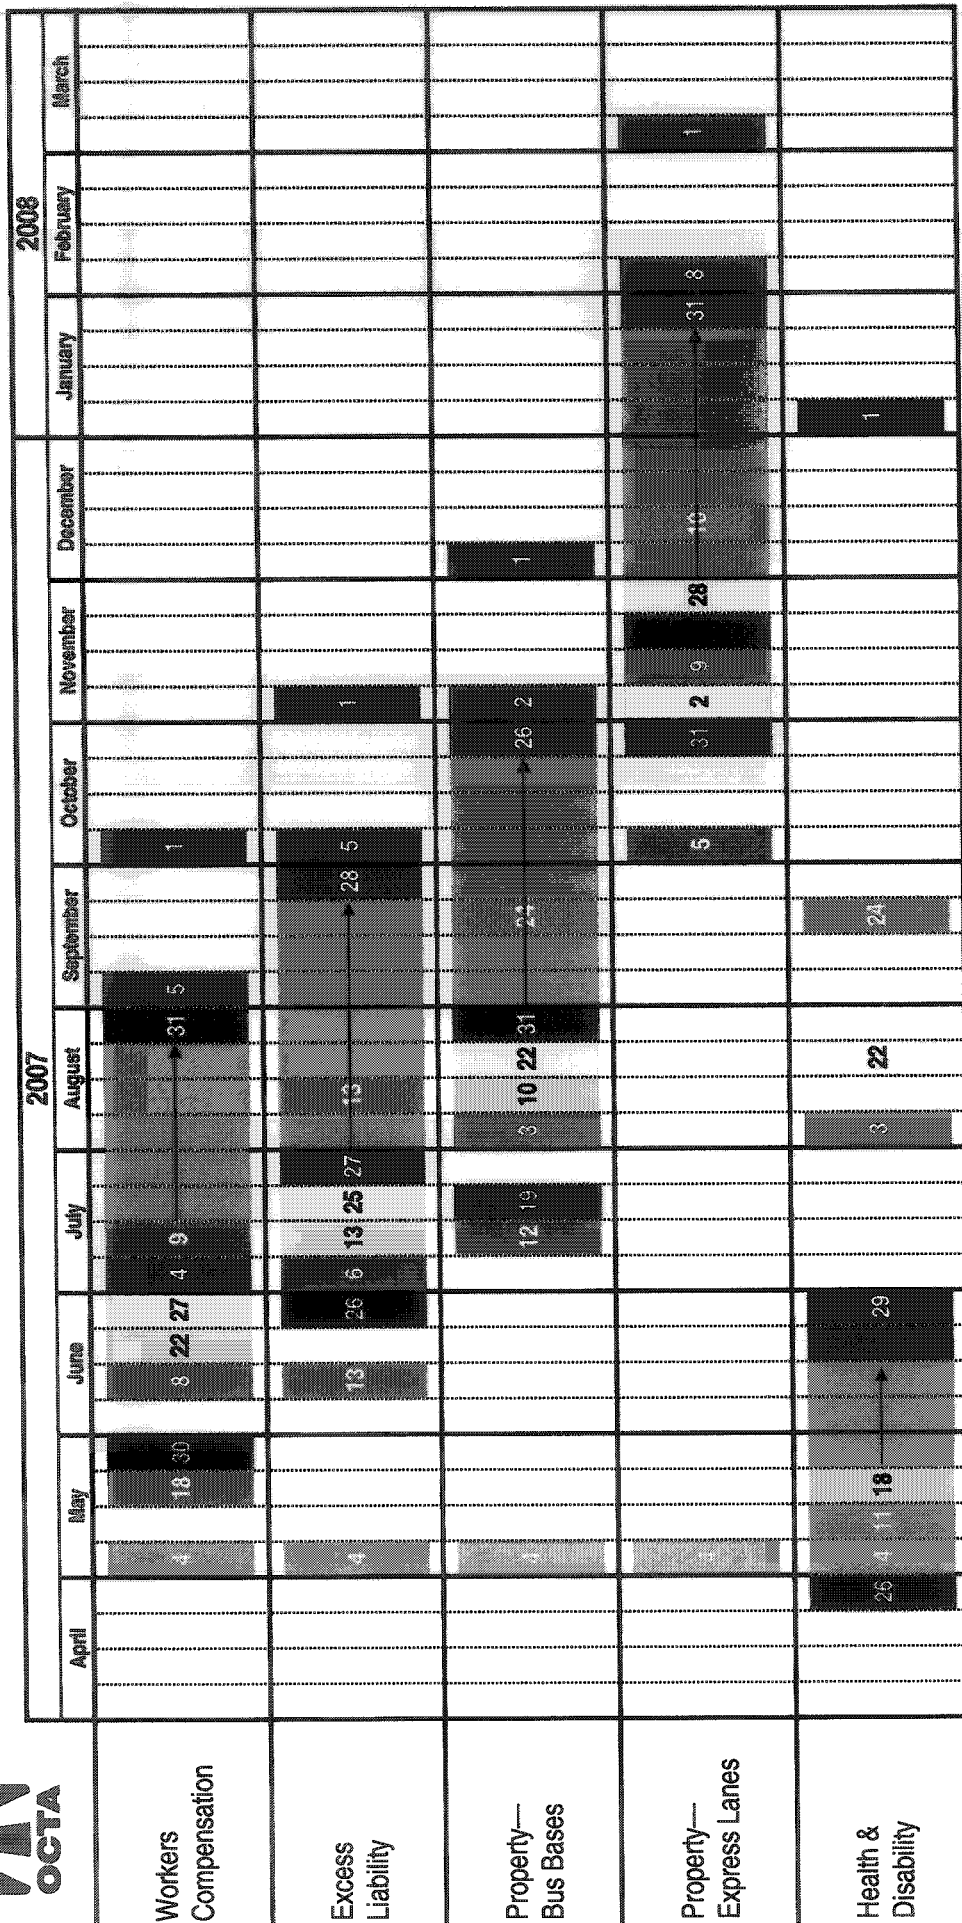 OCTA
2007 2008
April May June July August September October November December January February March
Workers
Compensation
4 18 30 8 22 27 4 9 31 5 1
Excess
Liability
4 13 26 6 13 25 27 13 28 5 1
Property—
Bus Bases
4 12 19 3 10 22 31 24 26 2 1
Property—
Express Lanes
5 31 2 9 28 10 31 8 1
Health &
Disability
26 4 11 18 29 3 22 24 1